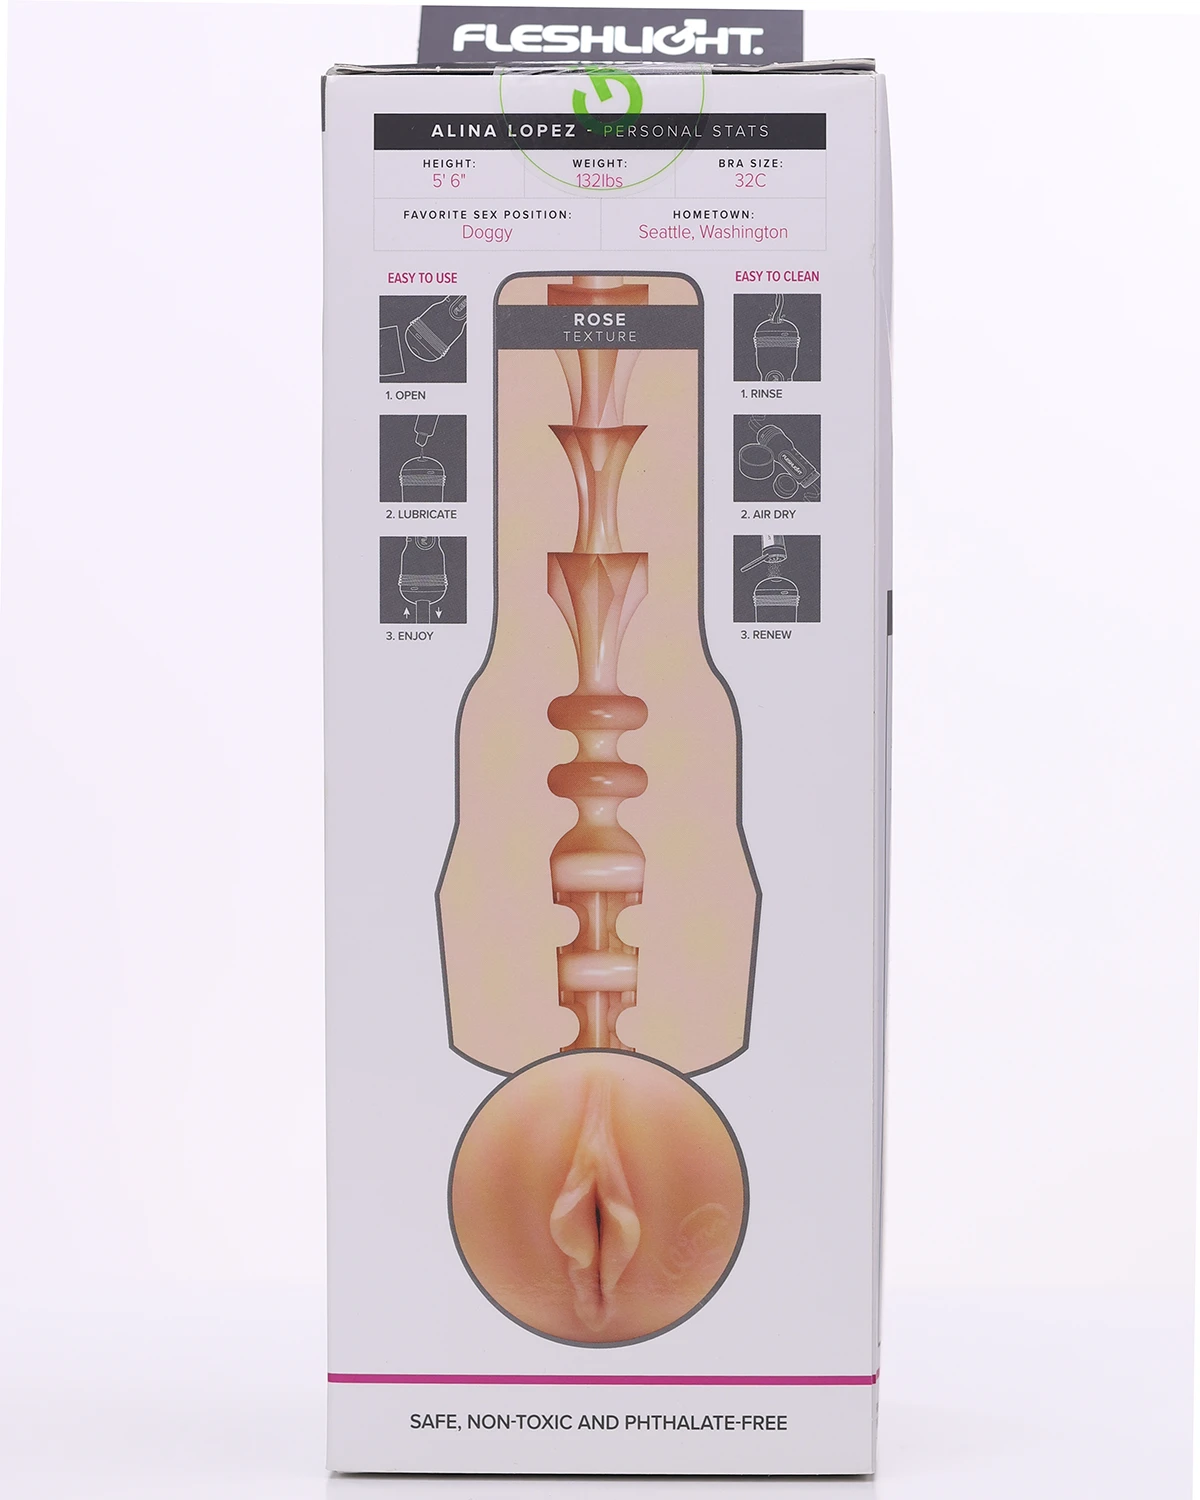 FLESHLIGHT.
ALINA LOPEZ - PERSONAL STATS
HEIGHT: WEIGHT: BRA SIZE:
5' 6" 132lbs 32C
FAVORITE SEX POSITION: HOMETOWN:
Doggy Seattle, Washington
EASY TO USE
1. OPEN
2. LUBRICATE
3. ENJOY
ROSE
TEXTURE
EASY TO CLEAN
1. RINSE
2. AIR DRY
FLESHLIGHT
3. RENEW
SAFE, NON-TOXIC AND PHTHALATE-FREE